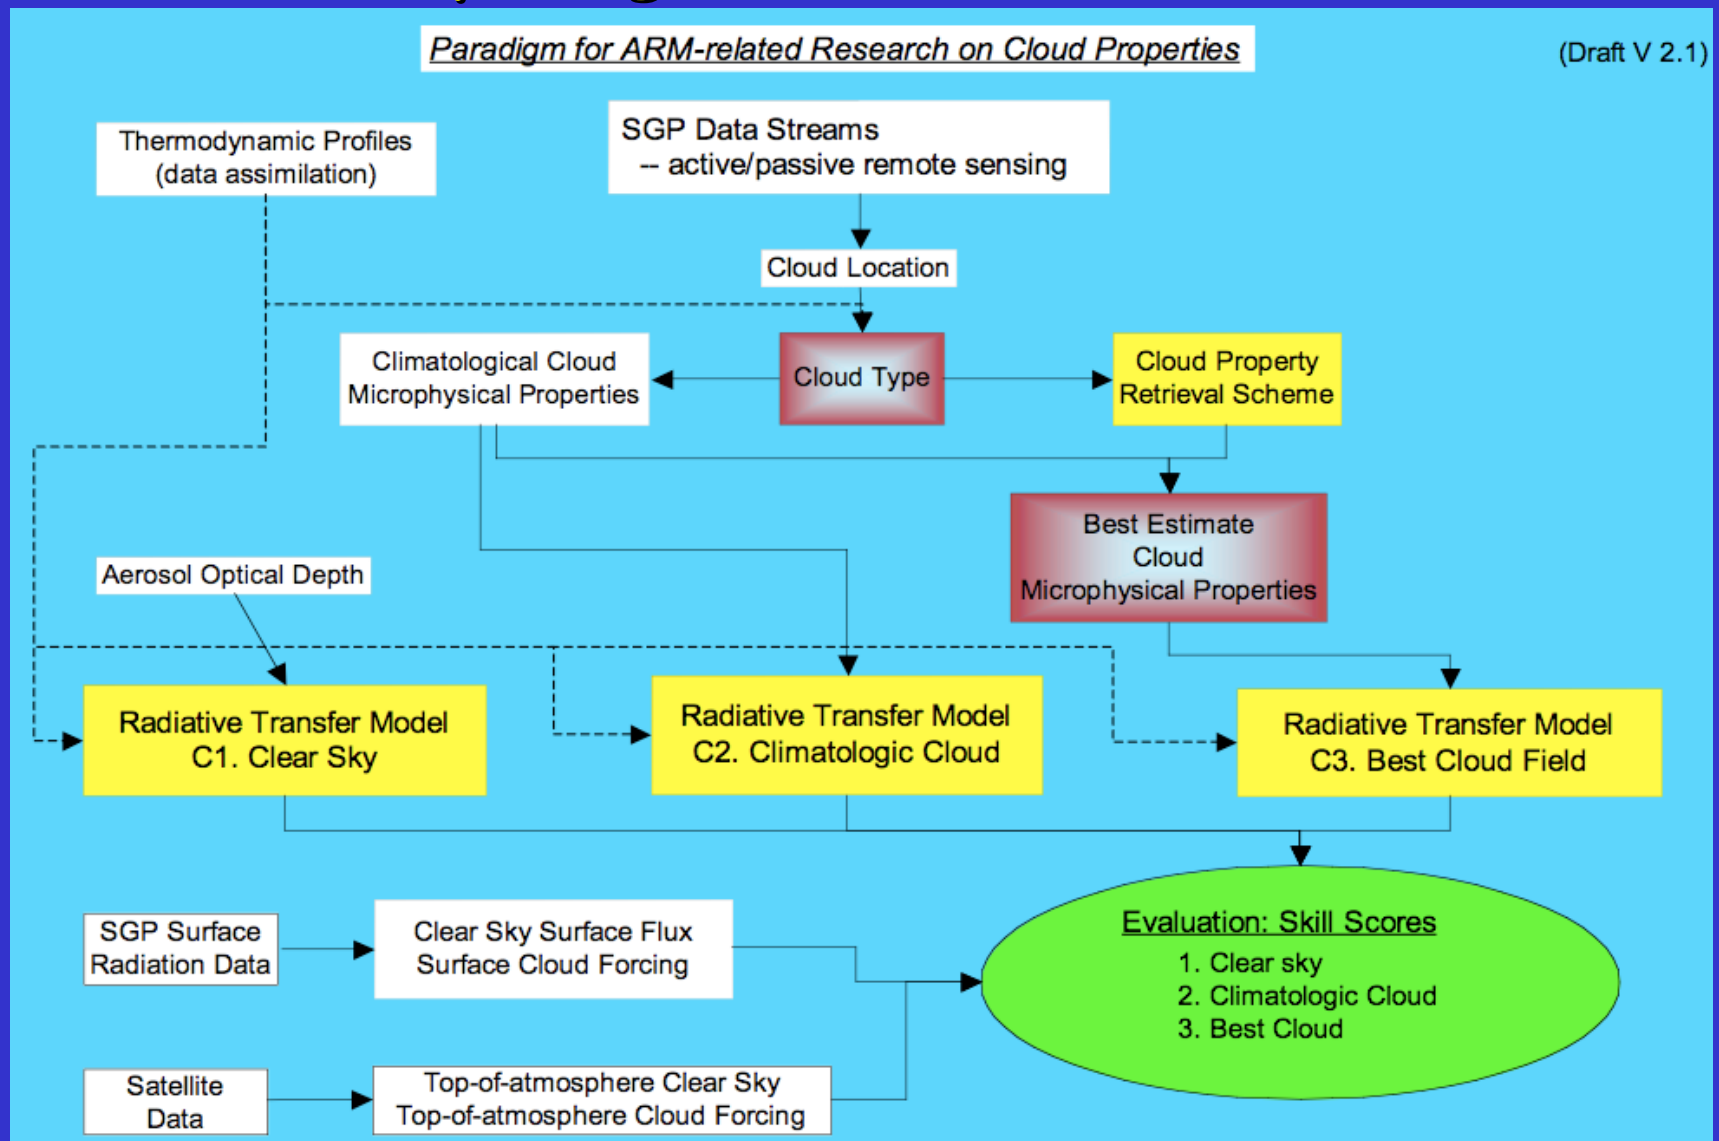 Paradigm for ARM-related Research on Cloud Properties
(Draft V 2.1)
Thermodynamic Profiles
(data assimilation)
SGP Data Streams
-- active/passive remote sensing
Cloud Location
Climatological Cloud
Microphysical Properties
Cloud Type
Cloud Property
Retrieval Scheme
Best Estimate
Cloud
Microphysical Properties
Aerosol Optical Depth
Radiative Transfer Model
C1. Clear Sky
Radiative Transfer Model
C2. Climatologic Cloud
Radiative Transfer Model
C3. Best Cloud Field
SGP Surface
Radiation Data
Clear Sky Surface Flux
Surface Cloud Forcing
Evaluation: Skill Scores
1. Clear sky
2. Climatologic Cloud
3. Best Cloud
Satellite
Data
Top-of-atmosphere Clear Sky
Top-of-atmosphere Cloud Forcing